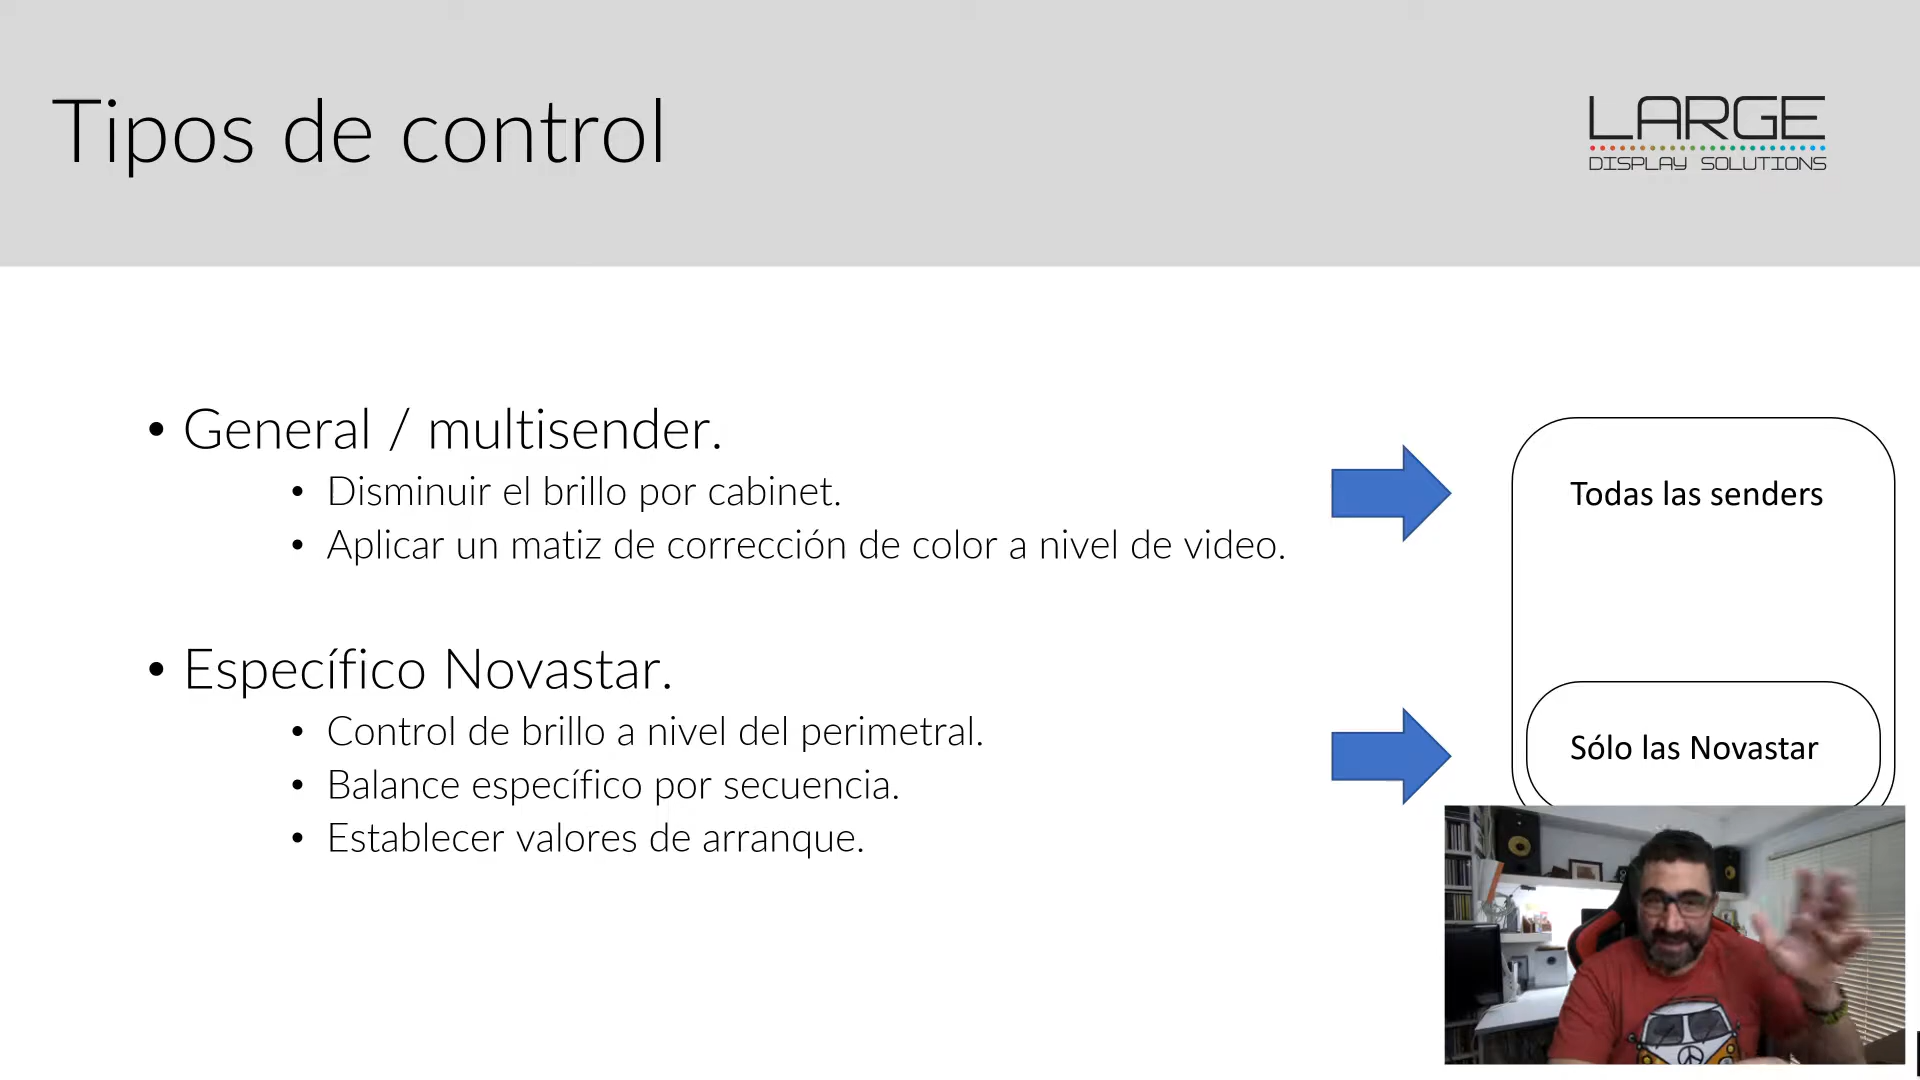 Tipos de control
LARGE
DISPLAY SOLUTIONS
• General / multisender.
• Disminuir el brillo por cabinet.
• Aplicar un matiz de corrección de color a nivel de video.
Todas las senders
• Específico Novastar.
• Control de brillo a nivel del perimetral.
• Balance específico por secuencia.
• Establecer valores de arranque.
Sólo las Novastar